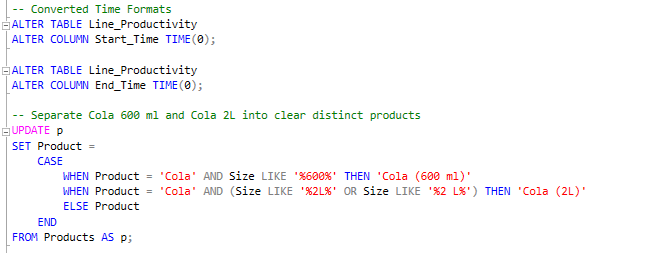 -- Converted Time Formats
ALTER TABLE Line_Productivity
ALTER COLUMN Start_Time TIME(0);
ALTER TABLE Line_Productivity
ALTER COLUMN End_Time TIME(0);
-- Separate Cola 600 ml and Cola 2L into clear distinct products
UPDATE p
SET Product =
CASE
WHEN Product = 'Cola' AND Size LIKE '%600%' THEN 'Cola (600 ml)'
WHEN Product = 'Cola' AND (Size LIKE '%2L%' OR Size LIKE '%2 L%') THEN 'Cola (2L)'
ELSE Product
END
FROM Products AS p;